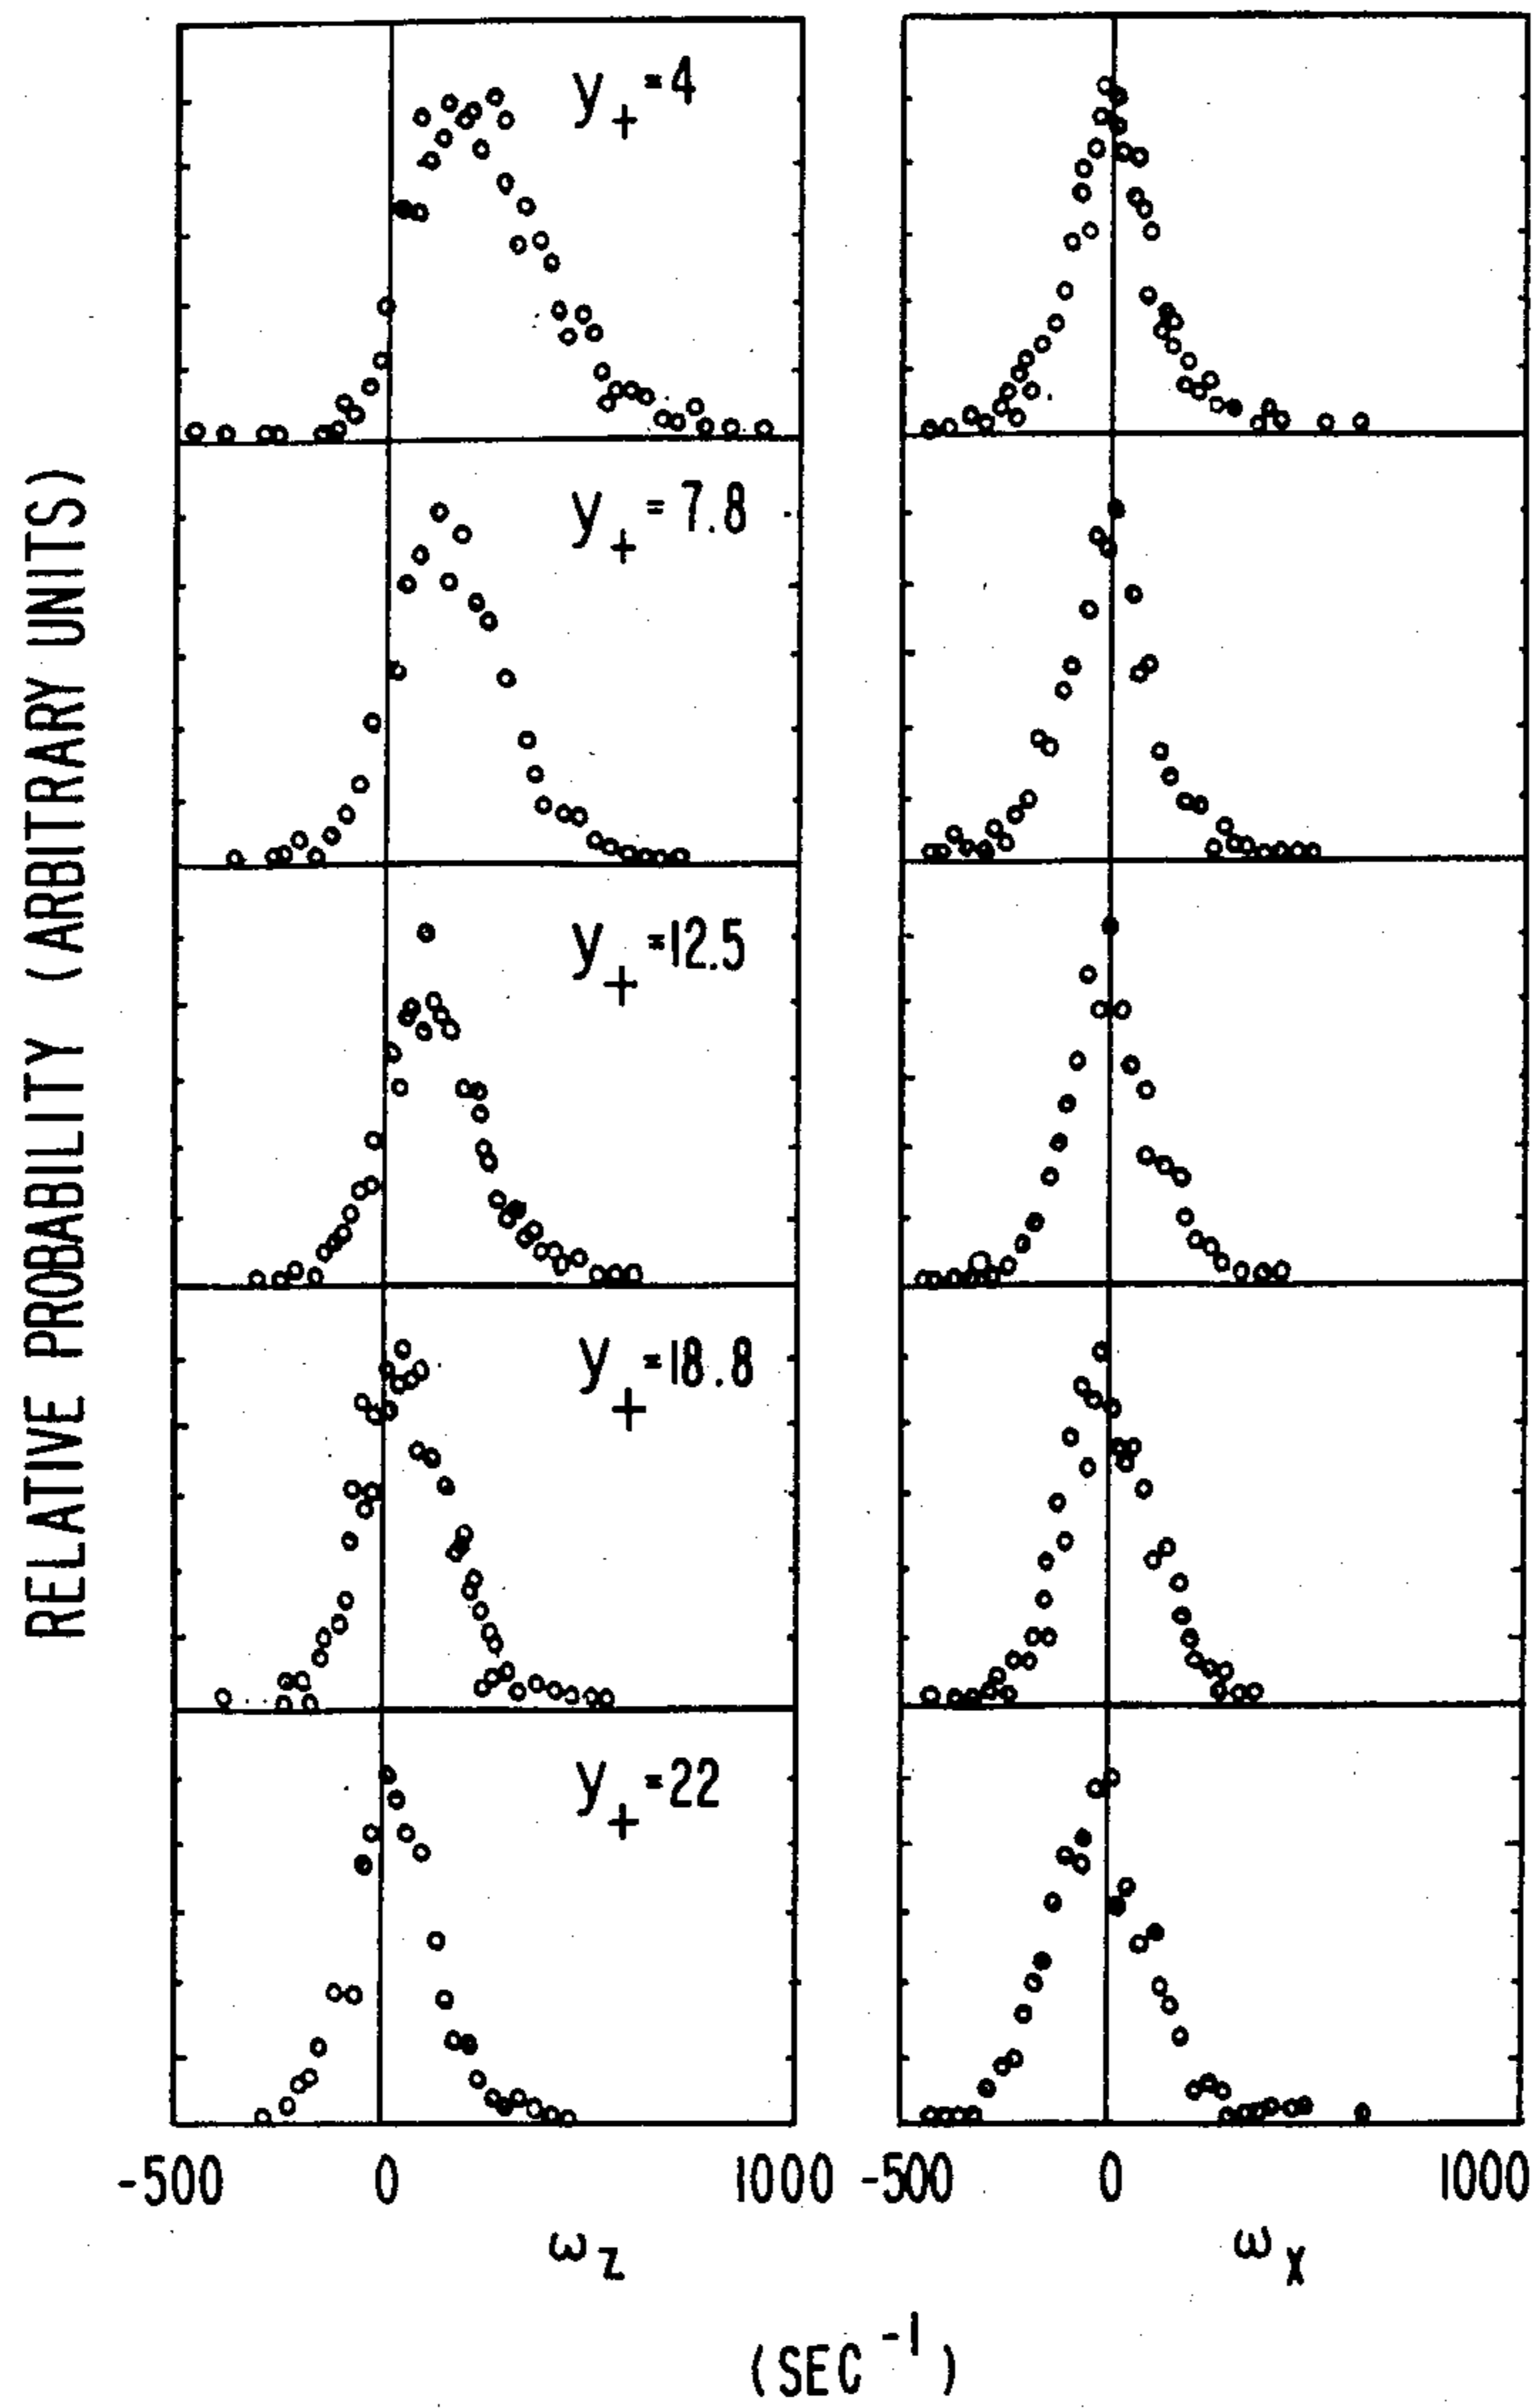 RELATIVE PROBABILITY (ARBITRARY UNITS)
y+ = 4
y+ = 7.8
y+ = 12.5
y+ = 18.8
y+ = 22
-500 0 1000 -500 0 1000
ωz ωx
(SEC⁻¹)